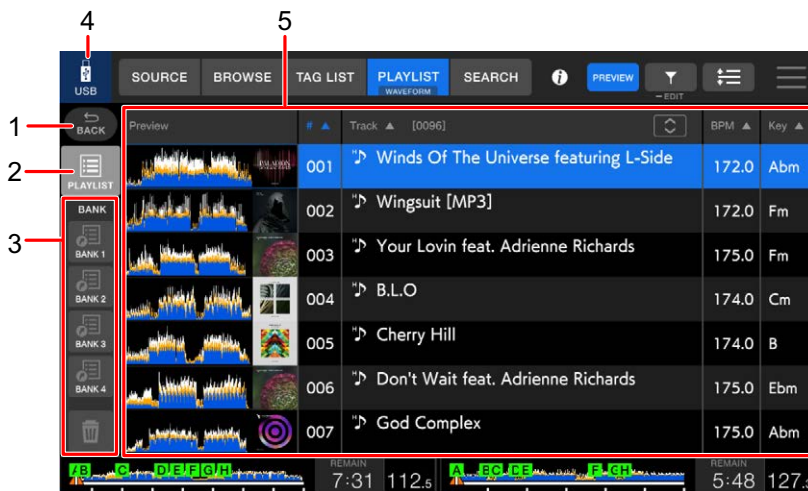 4 5
USB SOURCE BROWSE TAG LIST PLAYLIST SEARCH i PREVIEW
WAVEFORM EDIT
1 BACK Preview # ▲ Track ▲ [0096] BPM ▲ Key ▲
2 PLAYLIST 001 Winds Of The Universe featuring L-Side 172.0 Abm
BANK 002 Wingsuit [MP3] 172.0 Fm
3 BANK 1 003 Your Lovin feat. Adrienne Richards 175.0 Fm
BANK 2 004 B.L.O 174.0 Cm
BANK 3 005 Cherry Hill 174.0 B
BANK 4 006 Don't Wait feat. Adrienne Richards 175.0 Ebm
007 God Complex 175.0 Abm
A B C D E F G H REMAIN A B C D E F G H REMAIN
7:31 112.5 5:48 127.